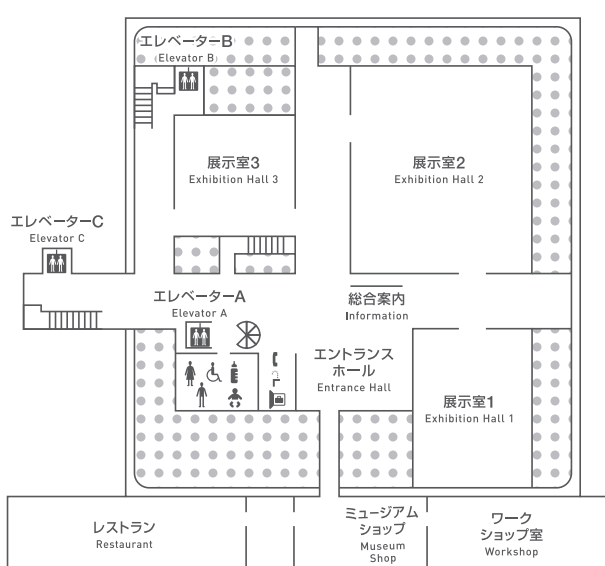 エレベーターB
Elevator B
展示室3
Exhibition Hall 3
展示室2
Exhibition Hall 2
エレベーターC
Elevator C
エレベーターA
Elevator A
総合案内
Information
エントランス
ホール
Entrance Hall
展示室1
Exhibition Hall 1
レストラン
Restaurant
ミュージアム
ショップ
Museum
Shop
ワーク
ショップ室
Workshop